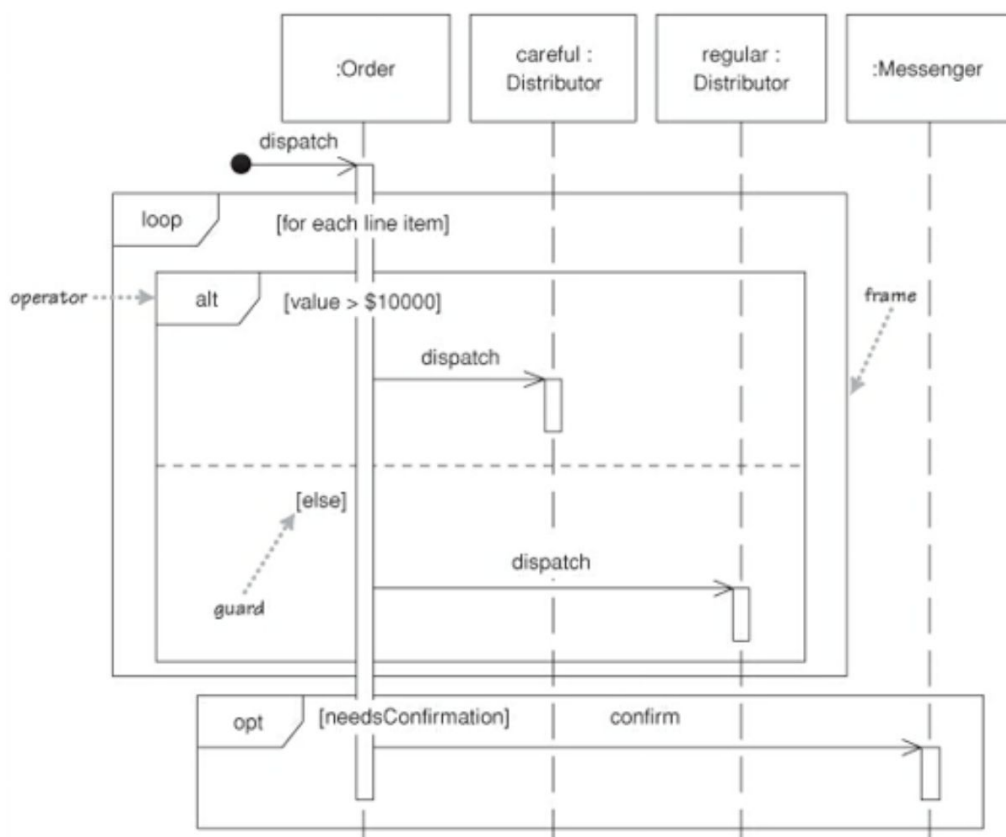 :Order
careful :
Distributor
regular :
Distributor
:Messenger
dispatch
loop
[for each line item]
operator
alt
[value > $10000]
frame
dispatch
[else]
dispatch
guard
opt
[needsConfirmation]
confirm